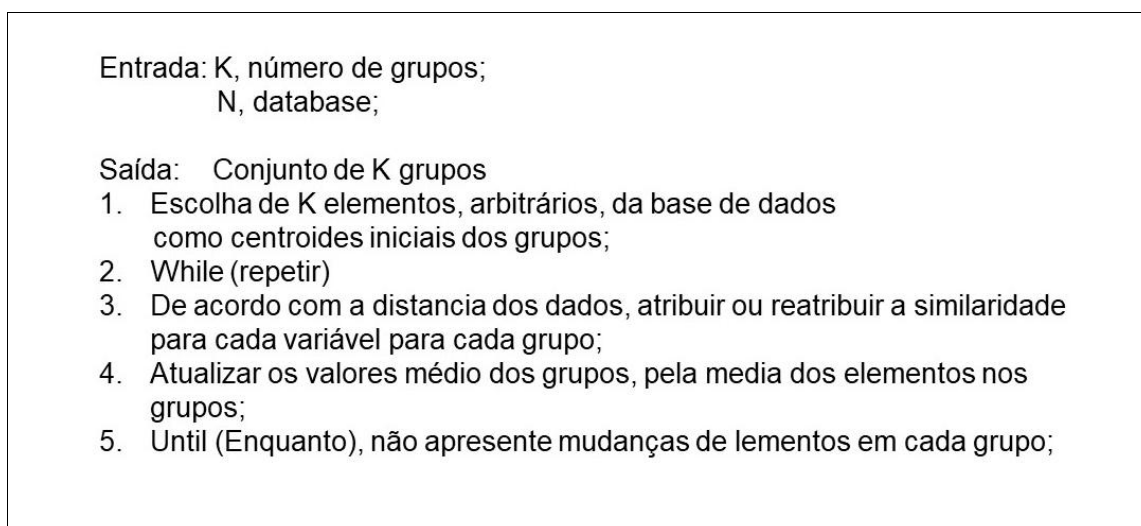 Entrada: K, número de grupos;
N, database;
Saída: Conjunto de K grupos
1. Escolha de K elementos, arbitrários, da base de dados
como centroides iniciais dos grupos;
2. While (repetir)
3. De acordo com a distancia dos dados, atribuir ou reatribuir a similaridade
para cada variável para cada grupo;
4. Atualizar os valores médio dos grupos, pela media dos elementos nos
grupos;
5. Until (Enquanto), não apresente mudanças de lementos em cada grupo;